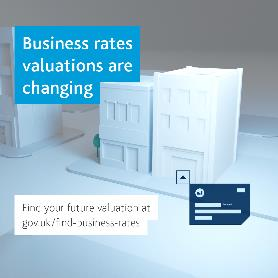 Business rates
valuations are
changing
Find your future valuation at
gov.uk/find-business-rates